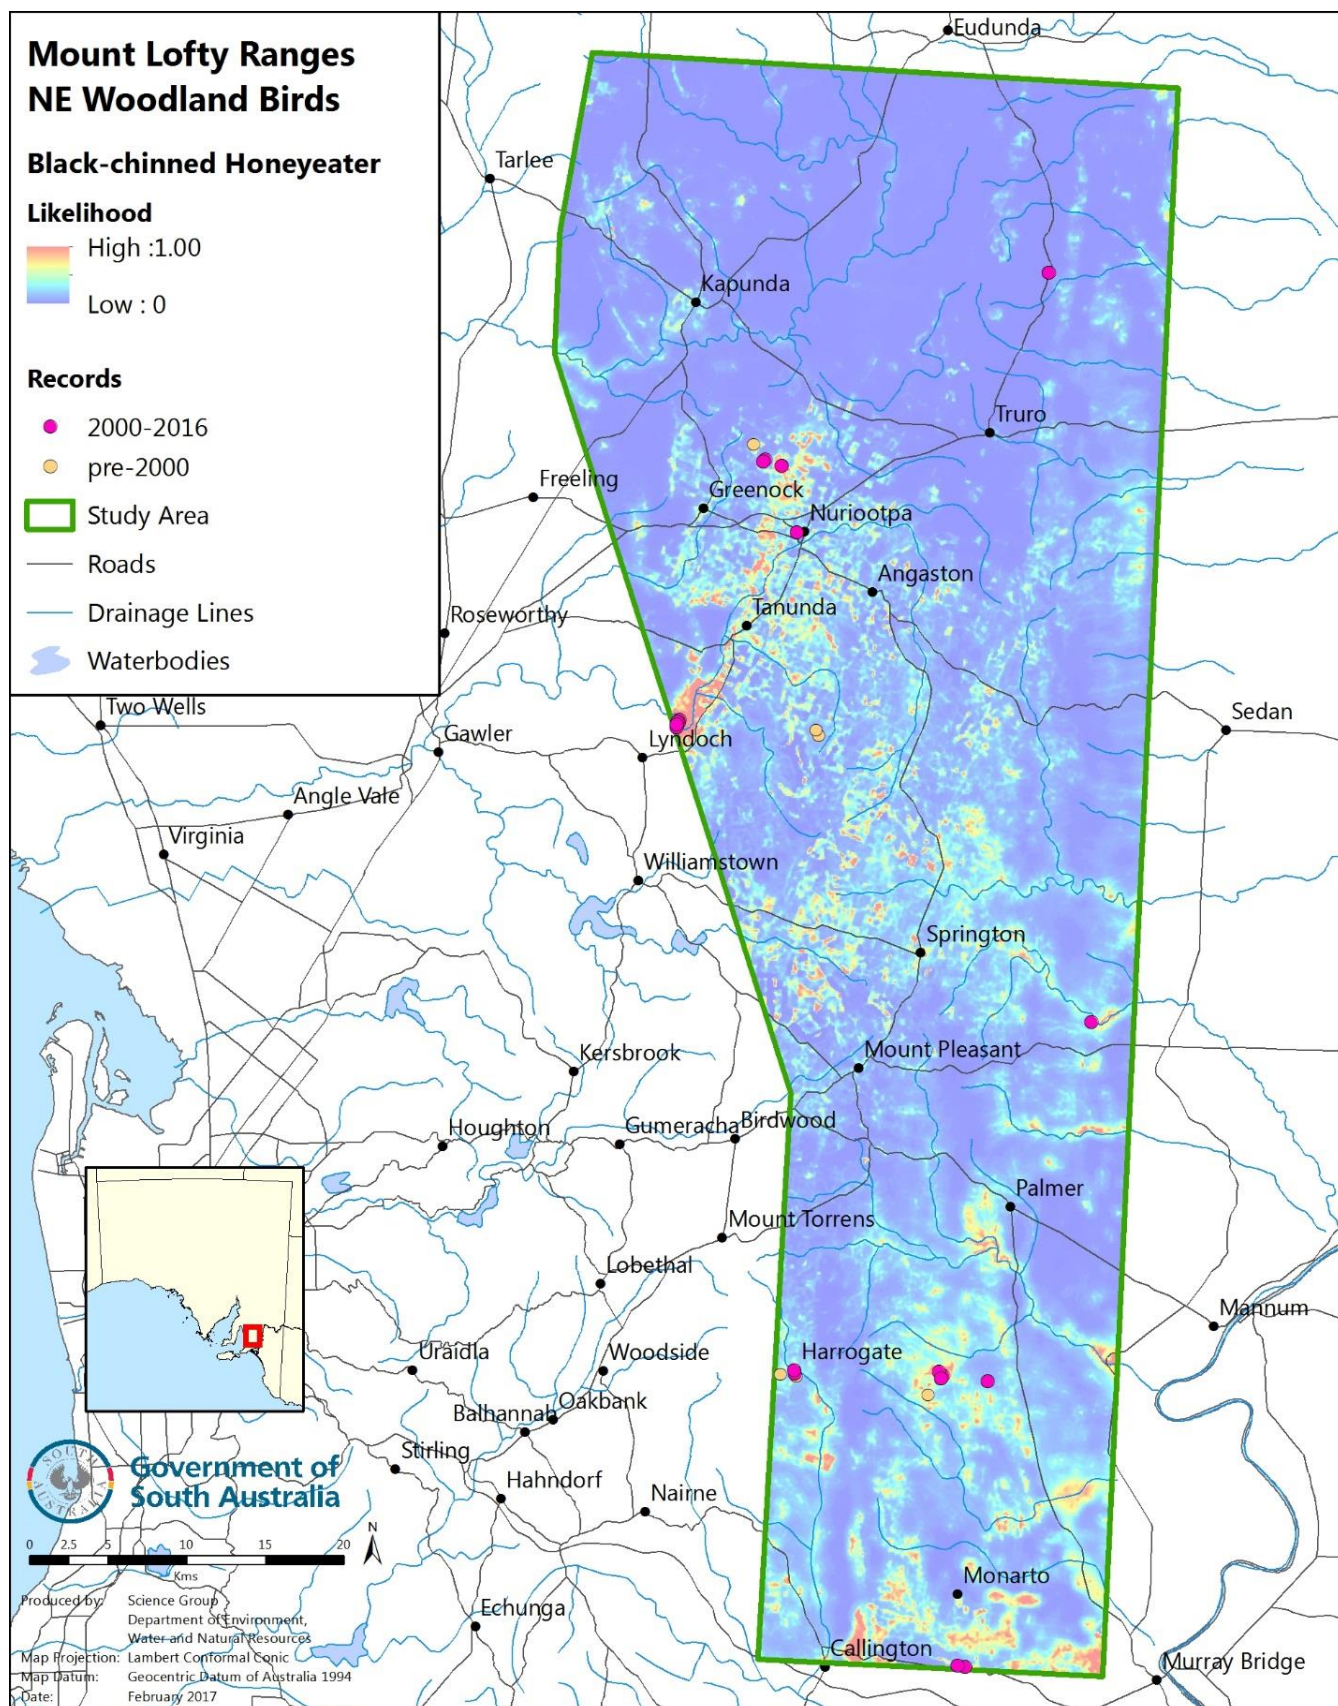 Mount Lofty Ranges
NE Woodland Birds
Black-chinned Honeyeater
Likelihood
High :1.00
Low : 0
Records
2000-2016
pre-2000
Study Area
Roads
Drainage Lines
Waterbodies
Eudunda
Tarlee
Kapunda
Truro
Freeling
Greenock
Nuriootpa
Angaston
Tanunda
Roseworthy
Two Wells
Gawler
Lyndoch
Sedan
Angle Vale
Virginia
Williamstown
Springton
Kersbrook
Mount Pleasant
Houghton
Gumeracha
Birdwood
Palmer
Mount Torrens
Lobethal
Mannum
Uraidla
Woodside
Harrogate
Oakbank
Balhannah
Stirling
Hahndorf
Nairne
Monarto
Echunga
Callington
Murray Bridge
SOUTH
AUSTRALIA
Government of
South Australia
0 2.5 5 10 15 20
Kms
N
Produced by: Science Group
Department of Environment,
Water and Natural Resources
Map Projection: Lambert Conformal Conic
Map Datum: Geocentric Datum of Australia 1994
Date: February 2017